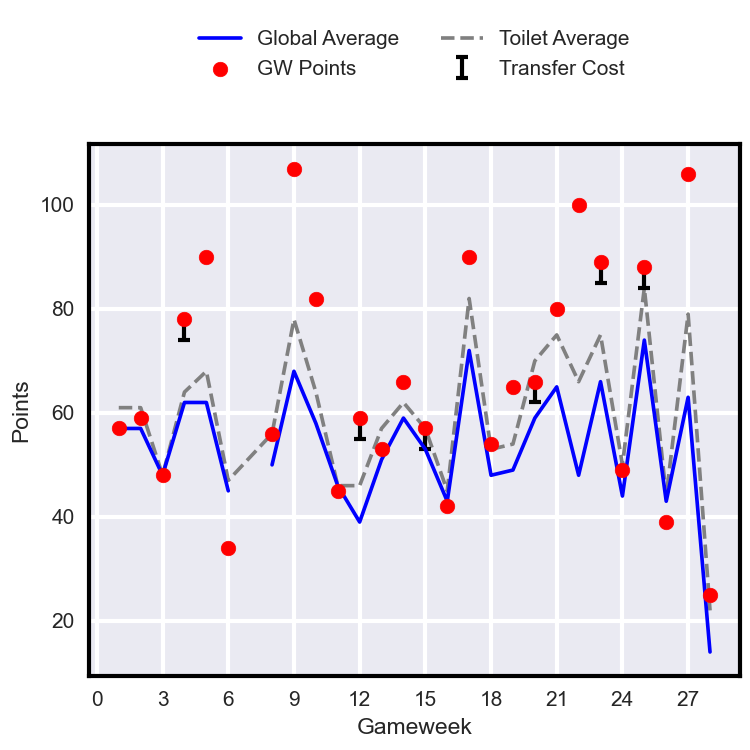 Global Average Toilet Average
GW Points Transfer Cost
100
80
60
40
20
Points
0 3 6 9 12 15 18 21 24 27
Gameweek